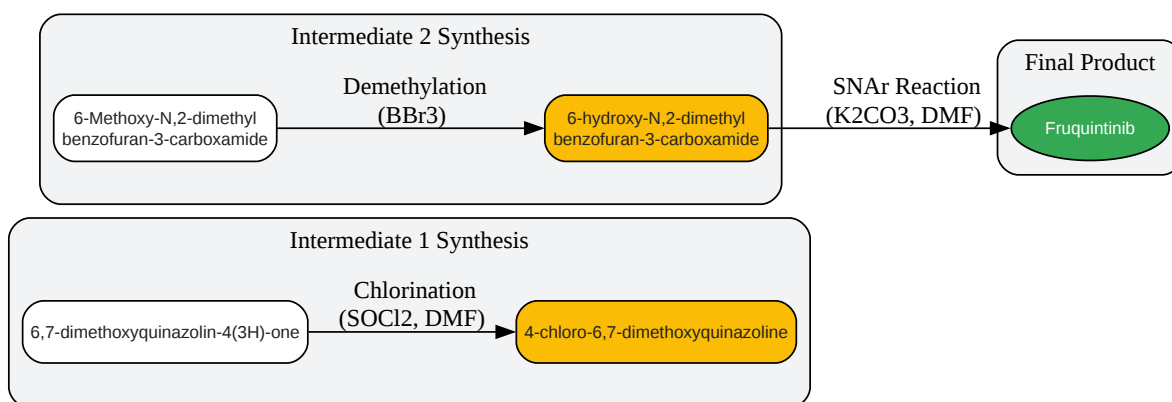 Intermediate 2 Synthesis
6-Methoxy-N,2-dimethyl
benzofuran-3-carboxamide
Demethylation
(BBr3)
6-hydroxy-N,2-dimethyl
benzofuran-3-carboxamide
SNAr Reaction
(K2CO3, DMF)
Final Product
Fruquintinib
Intermediate 1 Synthesis
6,7-dimethoxyquinazolin-4(3H)-one
Chlorination
(SOCl2, DMF)
4-chloro-6,7-dimethoxyquinazoline